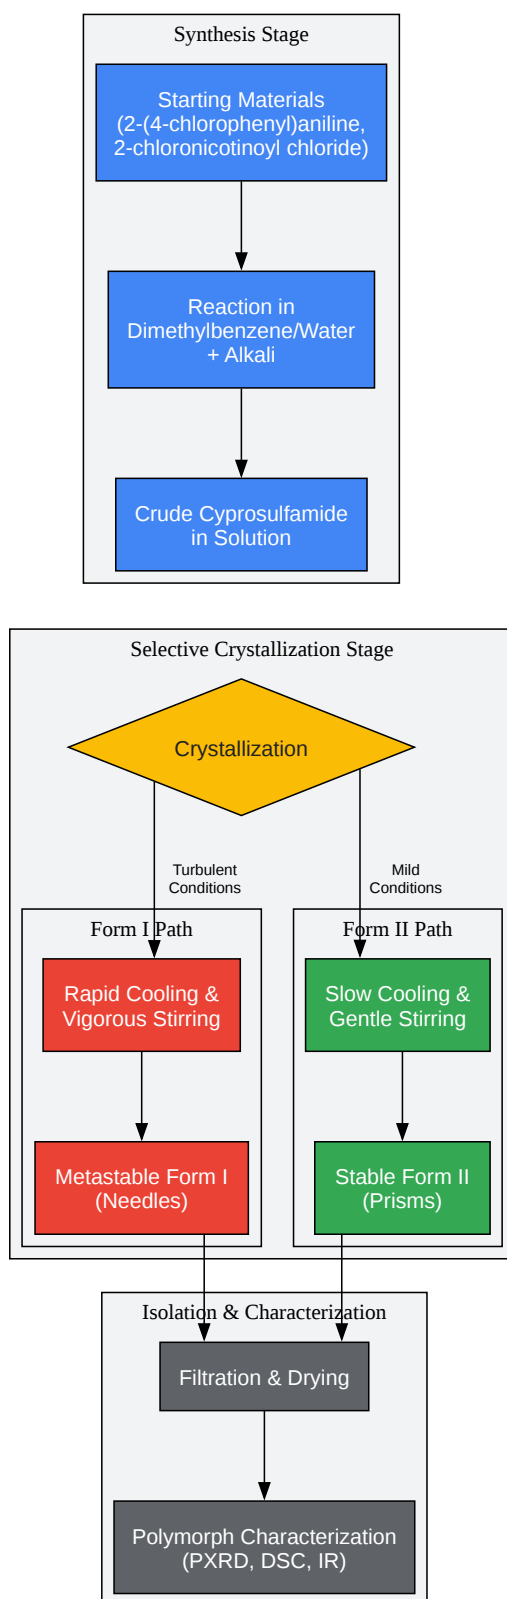 Synthesis Stage
Starting Materials
(2-(4-chlorophenyl)aniline,
2-chloronicotinoyl chloride)
Reaction in
Dimethylbenzene/Water
+ Alkali
Crude Cyprosulfamide
in Solution
Selective Crystallization Stage
Crystallization
Turbulent
Conditions
Mild
Conditions
Form I Path
Form II Path
Rapid Cooling &
Vigorous Stirring
Slow Cooling &
Gentle Stirring
Metastable Form I
(Needles)
Stable Form II
(Prisms)
Isolation & Characterization
Filtration & Drying
Polymorph Characterization
(PXRD, DSC, IR)